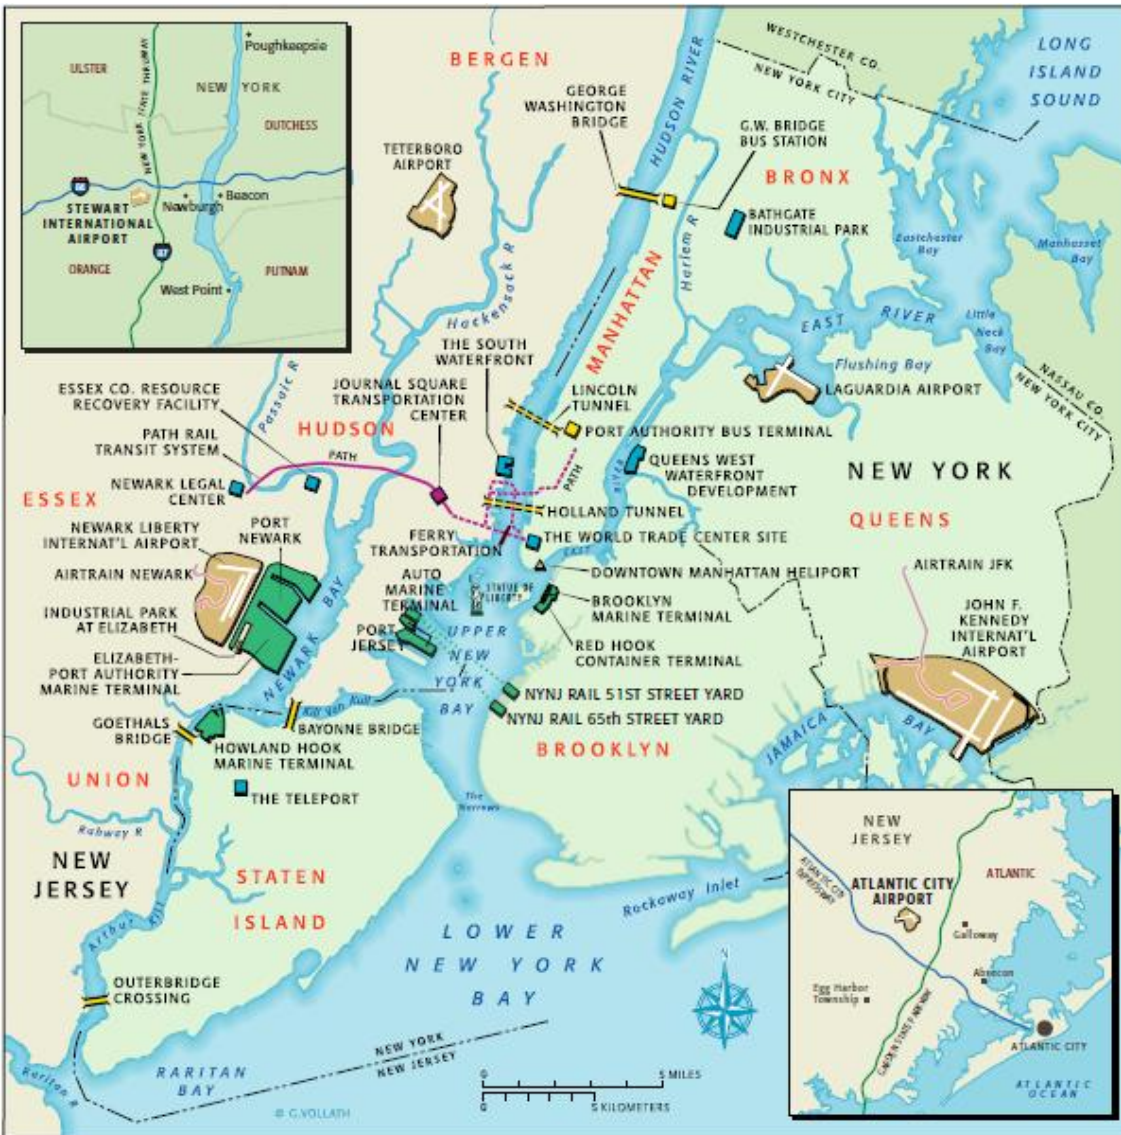 Poughkeepsie
ULSTER
NEW YORK STATE THRUWAY
NEW YORK
DUTCHESS
84
Newburgh
Beacon
STEWART
INTERNATIONAL
AIRPORT
87
ORANGE
PUTNAM
West Point
BERGEN
HUDSON RIVER
WESTCHESTER CO.
NEW YORK CITY
LONG
ISLAND
SOUND
GEORGE
WASHINGTON
BRIDGE
G.W. BRIDGE
BUS STATION
TETERBORO
AIRPORT
BRONX
BATHGATE
INDUSTRIAL PARK
Harlem R
Eastchester
Bay
Manhasset
Bay
MANHATTAN
Hackensack R
EAST RIVER
Little
Neck
Bay
THE SOUTH
WATERFRONT
Flushing Bay
LAGUARDIA AIRPORT
NASSAU CO.
NEW YORK CITY
Passaic R
ESSEX CO. RESOURCE
RECOVERY FACILITY
JOURNAL SQUARE
TRANSPORTATION
CENTER
LINCOLN
TUNNEL
HUDSON
PORT AUTHORITY BUS TERMINAL
PATH RAIL
TRANSIT SYSTEM
PATH
PATH
RIVER
QUEENS WEST
WATERFRONT
DEVELOPMENT
NEW YORK
NEWARK LEGAL
CENTER
ESSEX
HOLLAND TUNNEL
QUEENS
NEWARK LIBERTY
INTERNAT'L AIRPORT
PORT
NEWARK
FERRY
TRANSPORTATION
THE WORLD TRADE CENTER SITE
EAST
AIRTRAIN NEWARK
AUTO
MARINE
TERMINAL
STATUE OF
LIBERTY
DOWNTOWN MANHATTAN HELIPORT
AIRTRAIN JFK
BROOKLYN
MARINE TERMINAL
JOHN F.
KENNEDY
INTERNAT'L
AIRPORT
INDUSTRIAL PARK
AT ELIZABETH
NEWARK BAY
PORT
JERSEY
UPPER
NEW
YORK
BAY
RED HOOK
CONTAINER TERMINAL
ELIZABETH-
PORT AUTHORITY
MARINE TERMINAL
NYNJ RAIL 51ST STREET YARD
NYNJ RAIL 65th STREET YARD
Kill Van Kull
GOETHALS
BRIDGE
BAYONNE BRIDGE
JAMAICA BAY
HOWLAND HOOK
MARINE TERMINAL
BROOKLYN
UNION
THE TELEPORT
The
Narrows
Rahway R
NEW
JERSEY
STATEN
ISLAND
Arthur Kill
Rockaway Inlet
LOWER
NEW YORK
BAY
N
OUTERBRIDGE
CROSSING
NEW YORK
NEW JERSEY
RARITAN
BAY
Raritan R
0 5 MILES
0 5 KILOMETERS
© G.VOLLATH
NEW
JERSEY
ATLANTIC CITY
EXPRESSWAY
ATLANTIC
ATLANTIC CITY
AIRPORT
Galloway
Absecon
Egg Harbor
Township
GARDEN STATE PARKWAY
ATLANTIC CITY
ATLANTIC
OCEAN